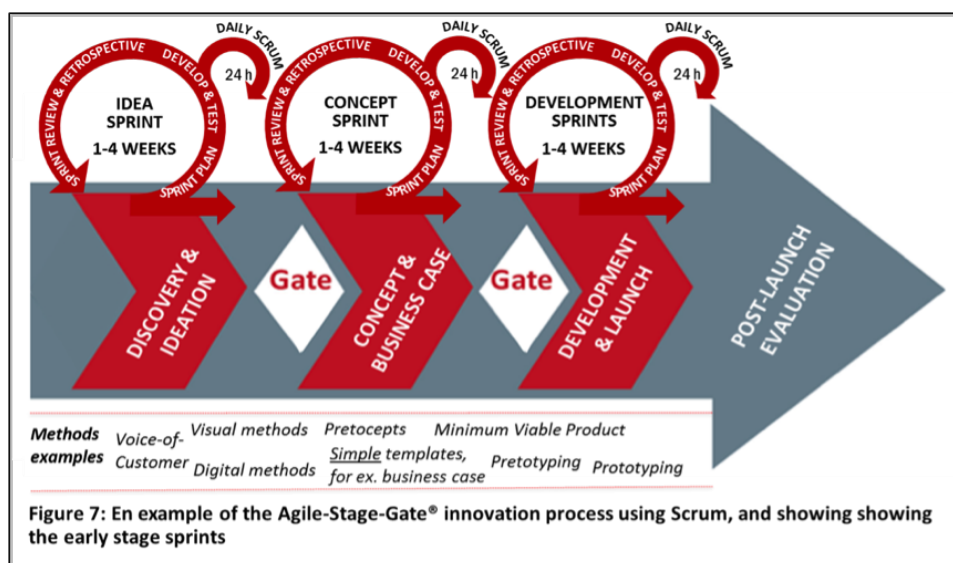 SPRINT REVIEW & RETROSPECTIVE
DEVELOP & TEST
SPRINT PLAN
DAILY SCRUM
24 h
IDEA
SPRINT
1-4 WEEKS
SPRINT REVIEW & RETROSPECTIVE
DEVELOP & TEST
SPRINT PLAN
DAILY SCRUM
24 h
CONCEPT
SPRINT
1-4 WEEKS
SPRINT REVIEW & RETROSPECTIVE
DEVELOP & TEST
SPRINT PLAN
DAILY SCRUM
24 h
DEVELOPMENT
SPRINTS
1-4 WEEKS
DISCOVERY &
IDEATION
Gate
CONCEPT &
BUSINESS CASE
Gate
DEVELOPMENT
& LAUNCH
POST-LAUNCH
EVALUATION
Methods
examples
Voice-of-
Customer
Visual methods
Digital methods
Pretocepts
Simple templates,
for ex. business case
Minimum Viable Product
Pretotyping
Prototyping
Figure 7: En example of the Agile-Stage-Gate® innovation process using Scrum, and showing showing
the early stage sprints